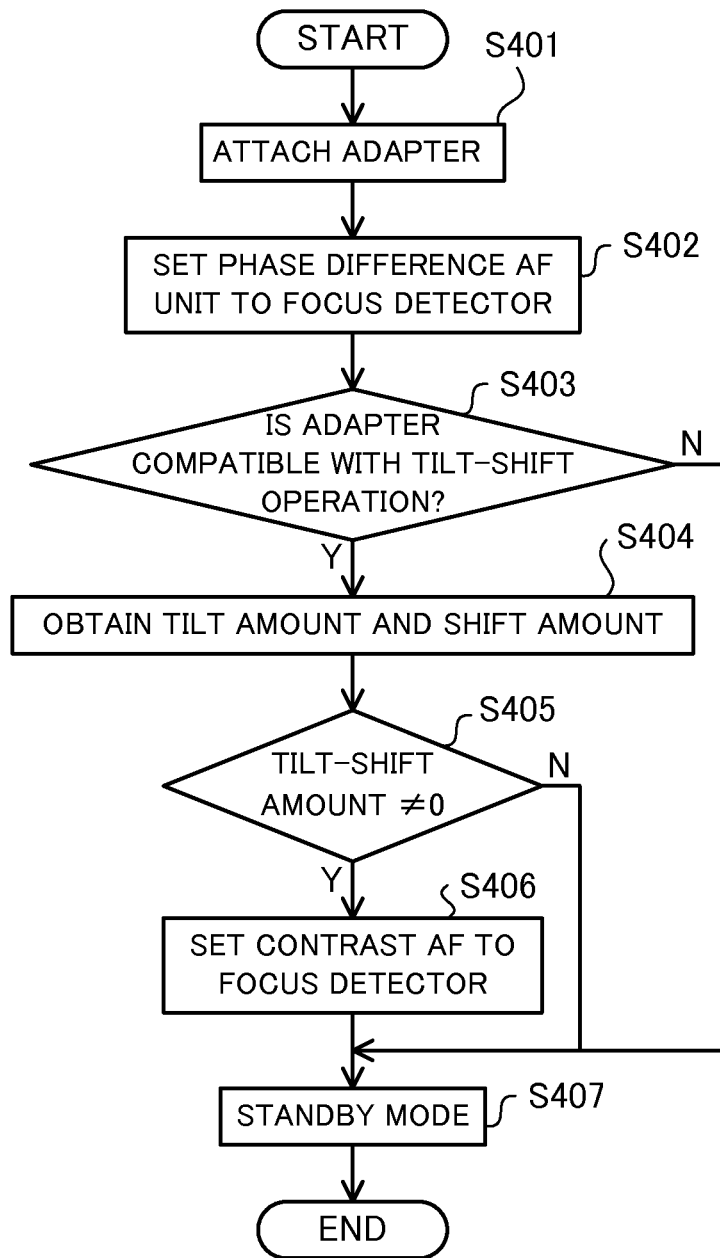 START
S401
ATTACH ADAPTER
S402
SET PHASE DIFFERENCE AF
UNIT TO FOCUS DETECTOR
S403
IS ADAPTER
COMPATIBLE WITH TILT-SHIFT
OPERATION?
N
Y
S404
OBTAIN TILT AMOUNT AND SHIFT AMOUNT
S405
TILT-SHIFT
AMOUNT ≠0
N
Y
S406
SET CONTRAST AF TO
FOCUS DETECTOR
S407
STANDBY MODE
END